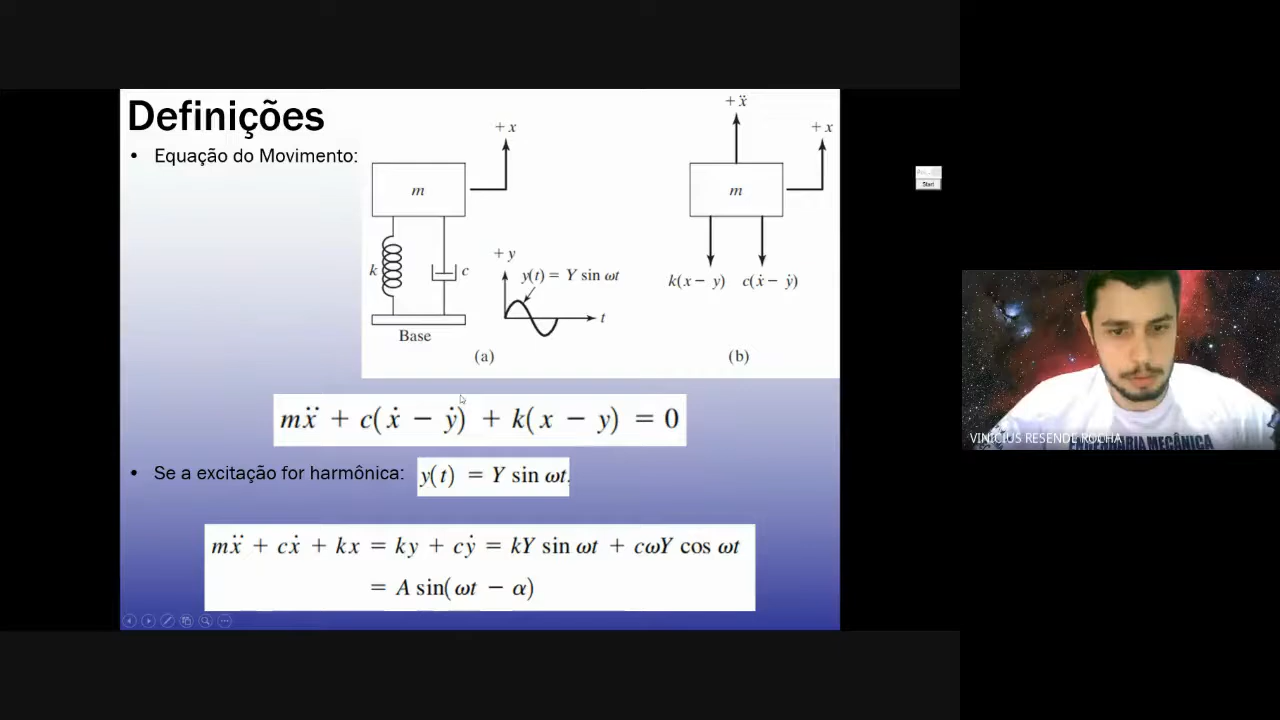 Definições
• Equação do Movimento:
+ x
m
k
c
+ y
y(t) = Y sin ωt
t
Base
(a)
+ ẍ
+ x
m
k(x − y) c(ẋ − ẏ)
(b)
mẍ + c(ẋ − ẏ) + k(x − y) = 0
• Se a excitação for harmônica: y(t) = Y sin ωt.
mẍ + cẋ + kx = ky + cẏ = kY sin ωt + cωY cos ωt
= A sin(ωt − α)
Start
VINICIUS RESENDE ROCHA
ENGENHARIA MECÂNICA